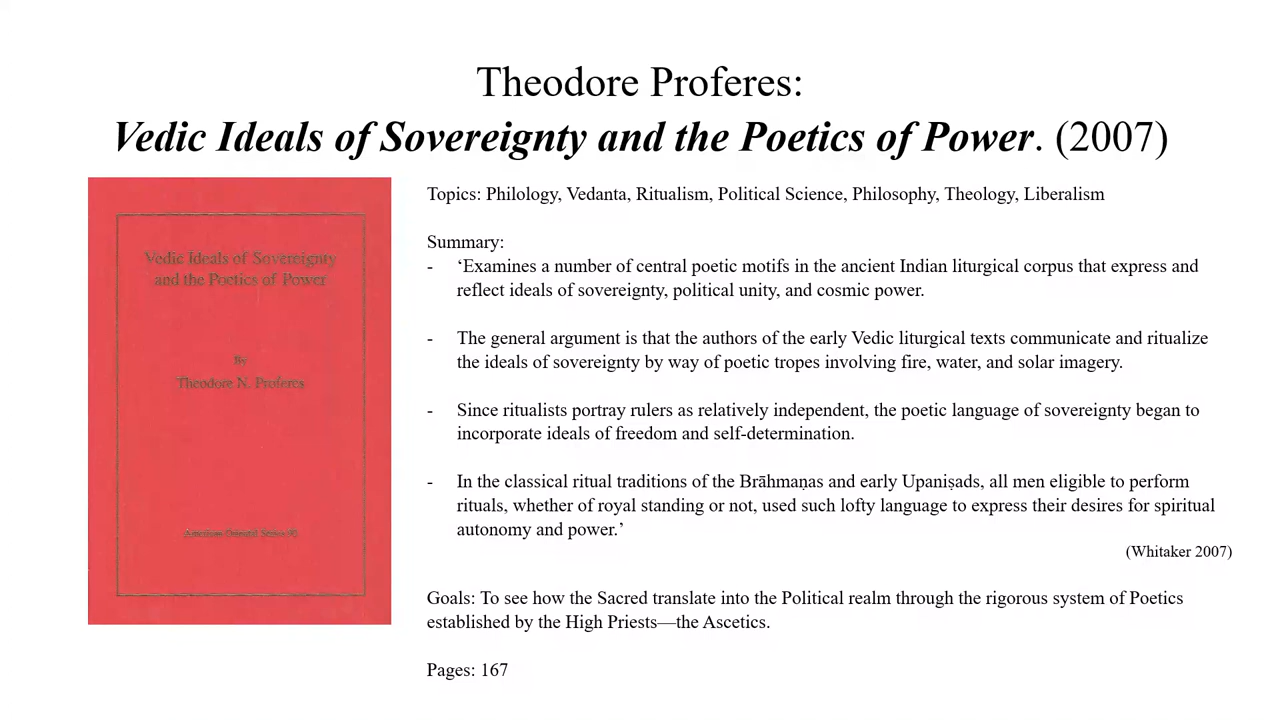 Theodore Proferes:
Vedic Ideals of Sovereignty and the Poetics of Power. (2007)
Vedic Ideals of Sovereignty
and the Poetics of Power
By
Theodore N. Proferes
American Oriental Series 90
Topics: Philology, Vedanta, Ritualism, Political Science, Philosophy, Theology, Liberalism
Summary:
- ‘Examines a number of central poetic motifs in the ancient Indian liturgical corpus that express and
reflect ideals of sovereignty, political unity, and cosmic power.
- The general argument is that the authors of the early Vedic liturgical texts communicate and ritualize
the ideals of sovereignty by way of poetic tropes involving fire, water, and solar imagery.
- Since ritualists portray rulers as relatively independent, the poetic language of sovereignty began to
incorporate ideals of freedom and self-determination.
- In the classical ritual traditions of the Brāhmaṇas and early Upaniṣads, all men eligible to perform
rituals, whether of royal standing or not, used such lofty language to express their desires for spiritual
autonomy and power.’
(Whitaker 2007)
Goals: To see how the Sacred translate into the Political realm through the rigorous system of Poetics
established by the High Priests—the Ascetics.
Pages: 167